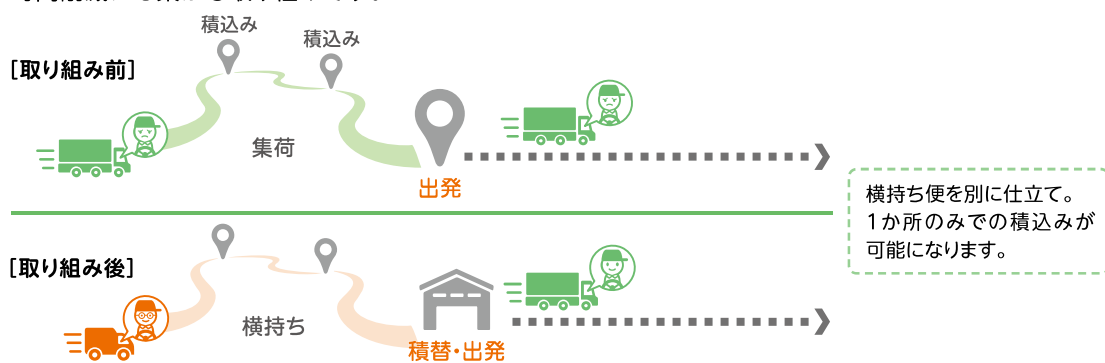 積込み
積込み
[取り組み前]
集荷
出発
横持ち便を別に仕立て。
1か所のみでの積込みが
可能になります。
[取り組み後]
横持ち
積替・出発